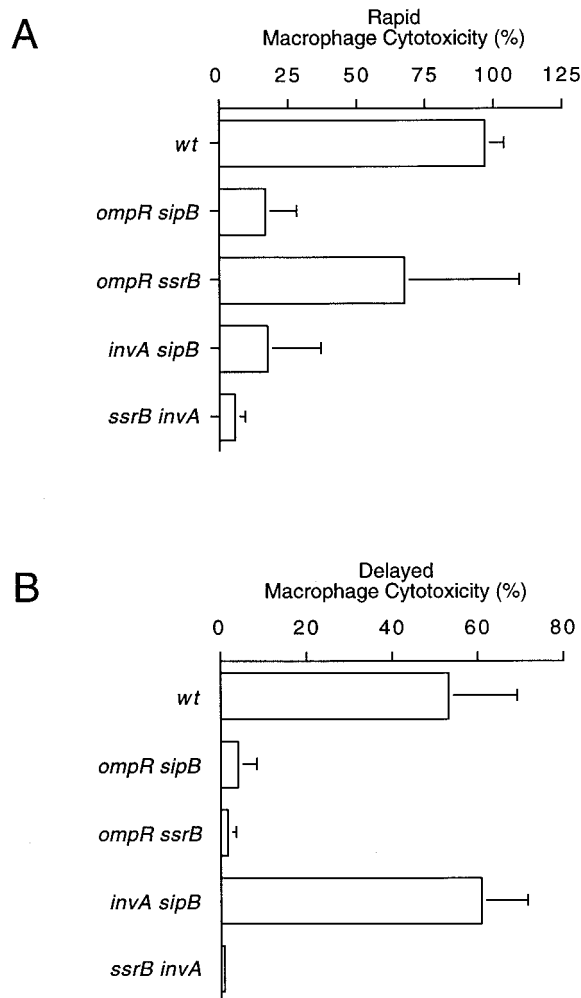 A
Rapid
Macrophage Cytotoxicity (%)
0 25 50 75 100 125
wt
ompR sipB
ompR ssrB
invA sipB
ssrB invA
B
Delayed
Macrophage Cytotoxicity (%)
0 20 40 60 80
wt
ompR sipB
ompR ssrB
invA sipB
ssrB invA